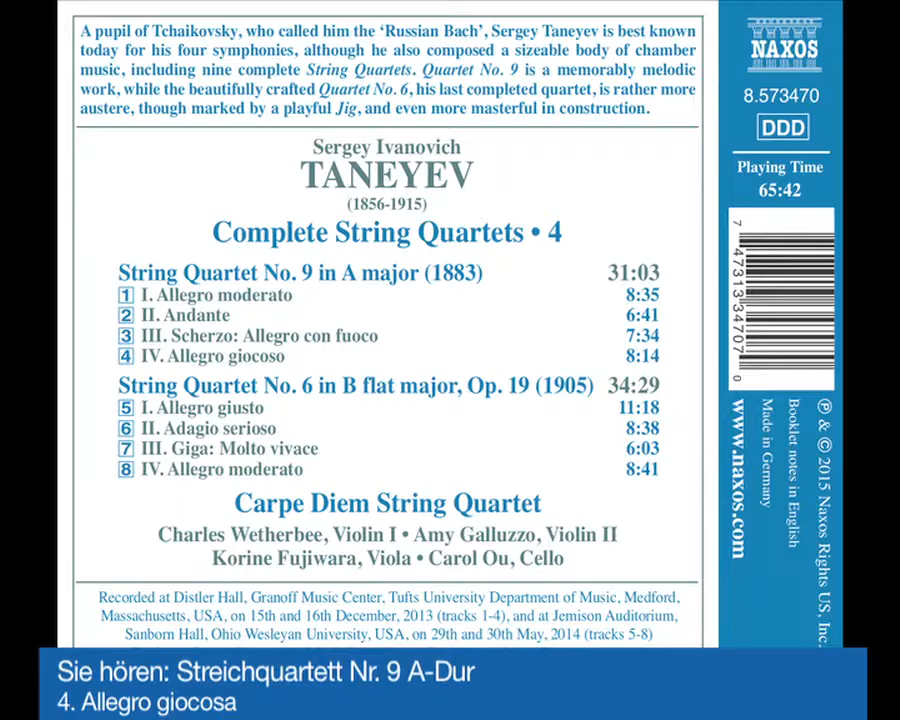 A pupil of Tchaikovsky, who called him the ‘Russian Bach’, Sergey Taneyev is best known
today for his four symphonies, although he also composed a sizeable body of chamber
music, including nine complete String Quartets. Quartet No. 9 is a memorably melodic
work, while the beautifully crafted Quartet No. 6, his last completed quartet, is rather more
austere, though marked by a playful Jig, and even more masterful in construction.
Sergey Ivanovich
TANEYEV
(1856-1915)
Complete String Quartets • 4
String Quartet No. 9 in A major (1883) 31:03
1 I. Allegro moderato 8:35
2 II. Andante 6:41
3 III. Scherzo: Allegro con fuoco 7:34
4 IV. Allegro giocoso 8:14
String Quartet No. 6 in B flat major, Op. 19 (1905) 34:29
5 I. Allegro giusto 11:18
6 II. Adagio serioso 8:38
7 III. Giga: Molto vivace 6:03
8 IV. Allegro moderato 8:41
Carpe Diem String Quartet
Charles Wetherbee, Violin I • Amy Galluzzo, Violin II
Korine Fujiwara, Viola • Carol Ou, Cello
Recorded at Distler Hall, Granoff Music Center, Tufts University Department of Music, Medford,
Massachusetts, USA, on 15th and 16th December, 2013 (tracks 1-4), and at Jemison Auditorium,
Sanborn Hall, Ohio Wesleyan University, USA, on 29th and 30th May, 2014 (tracks 5-8)
NAXOS
8.573470
DDD
Playing Time
65:42
7 47313 34707 0
℗ & © 2015 Naxos Rights US, Inc.
Booklet notes in English
Made in Germany
www.naxos.com
Sie hören: Streichquartett Nr. 9 A-Dur
4. Allegro giocosa